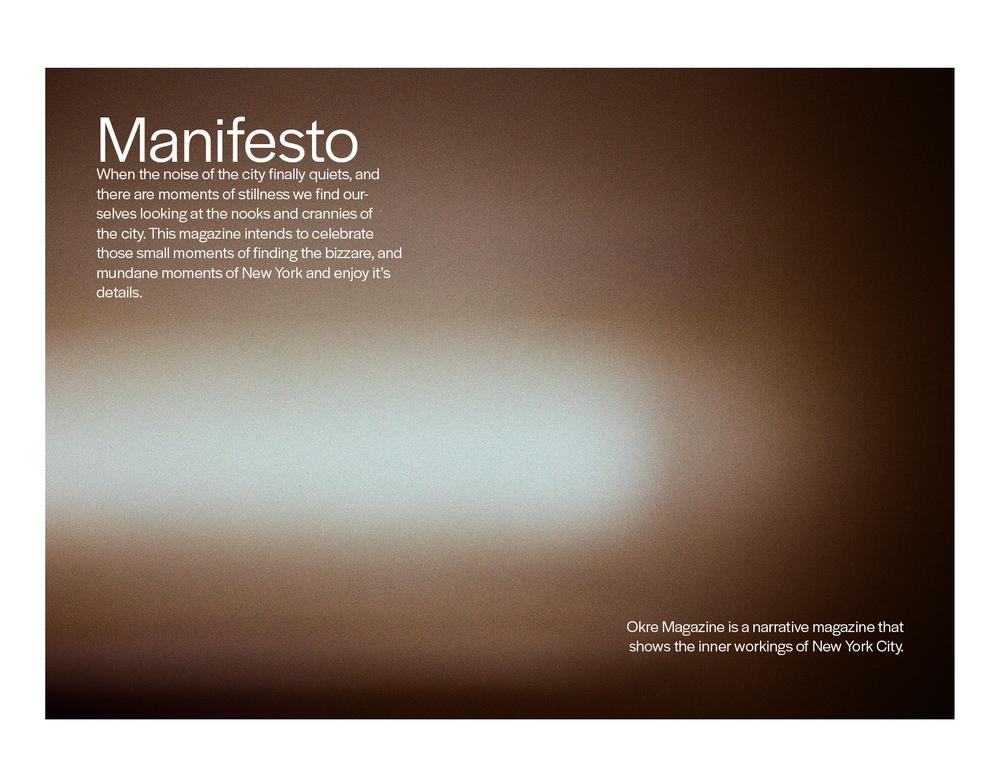 Manifesto
When the noise of the city finally quiets, and
there are moments of stillness we find our-
selves looking at the nooks and crannies of
the city. This magazine intends to celebrate
those small moments of finding the bizzare, and
mundane moments of New York and enjoy it’s
details.
Okre Magazine is a narrative magazine that
shows the inner workings of New York City.